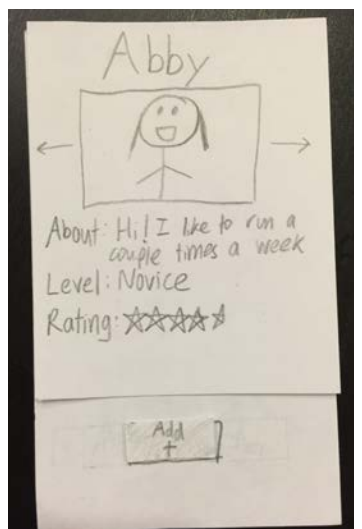 Abby
About: Hi! I like to run a
couple times a week
Level: Novice
Rating:
Add
+